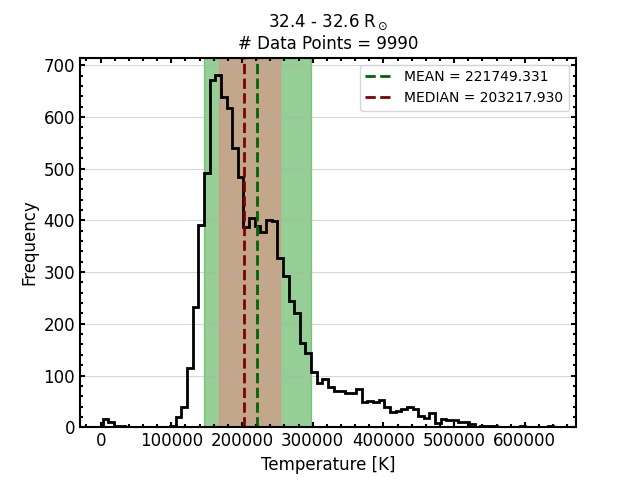 32.4 - 32.6 R⊙
# Data Points = 9990
MEAN = 221749.331
MEDIAN = 203217.930
700
600
500
400
300
200
100
0
Frequency
0 100000 200000 300000 400000 500000 600000
Temperature [K]